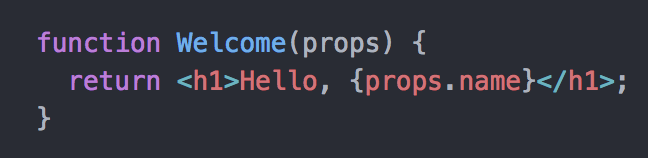 function Welcome(props) {
  return <h1>Hello, {props.name}</h1>;
}